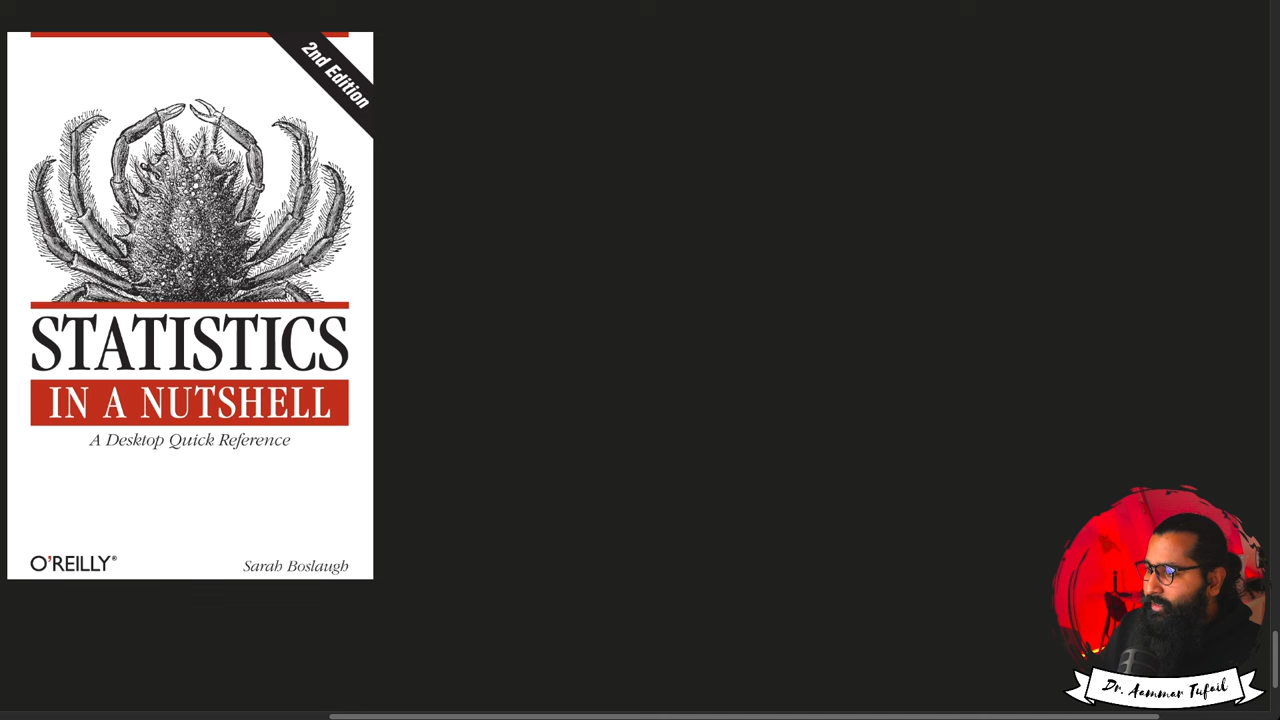 2nd Edition
STATISTICS
IN A NUTSHELL
A Desktop Quick Reference
O'REILLY®
Sarah Boslaugh
Dr. Aammar Tufail